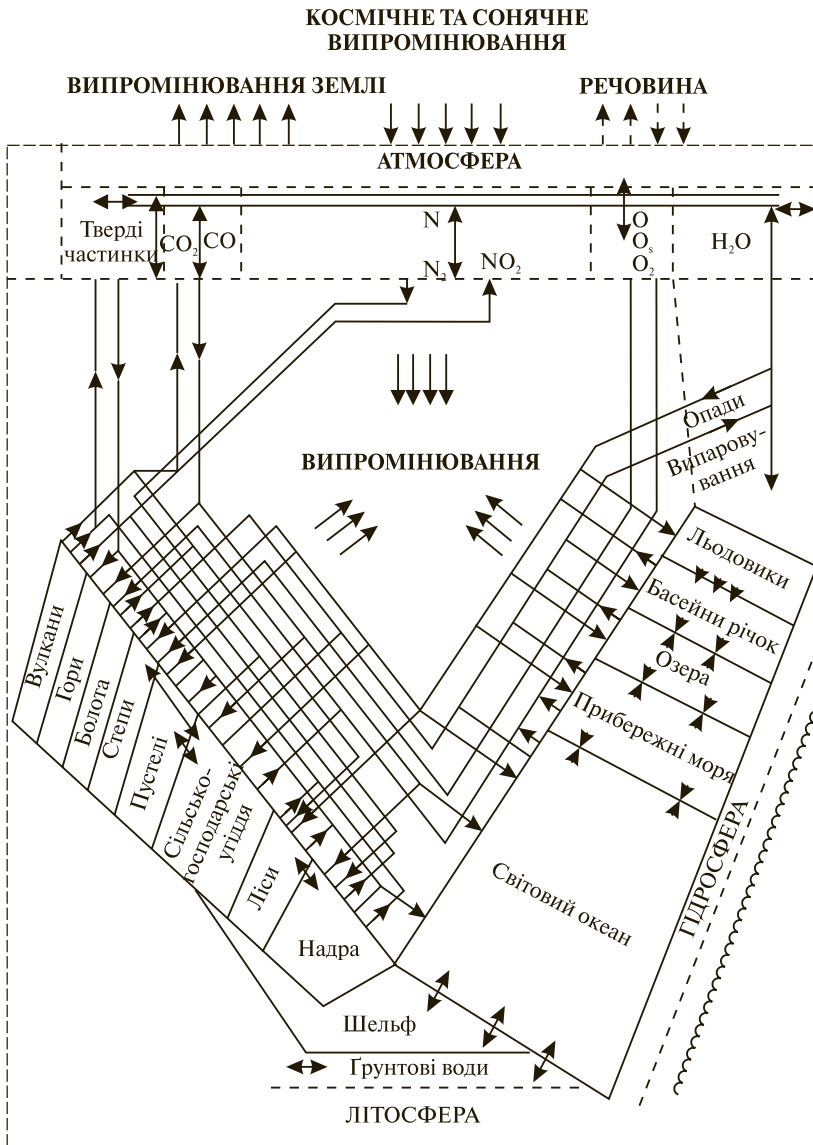 КОСМІЧНЕ ТА СОНЯЧНЕ
ВИПРОМІНЮВАННЯ
ВИПРОМІНЮВАННЯ ЗЕМЛІ
РЕЧОВИНА
АТМОСФЕРА
Тверді
частинки
CO₂
CO
N
N₂
NO₂
O
Oₛ
O₂
H₂O
Опади
Випарову-
вання
ВИПРОМІНЮВАННЯ
Вулкани
Гори
Болота
Степи
Пустелі
Сільсько-
господарські
угіддя
Ліси
Надра
Льодовики
Басейни річок
Озера
Прибережні моря
Світовий океан
ГІДРОСФЕРА
Шельф
Ґрунтові води
ЛІТОСФЕРА